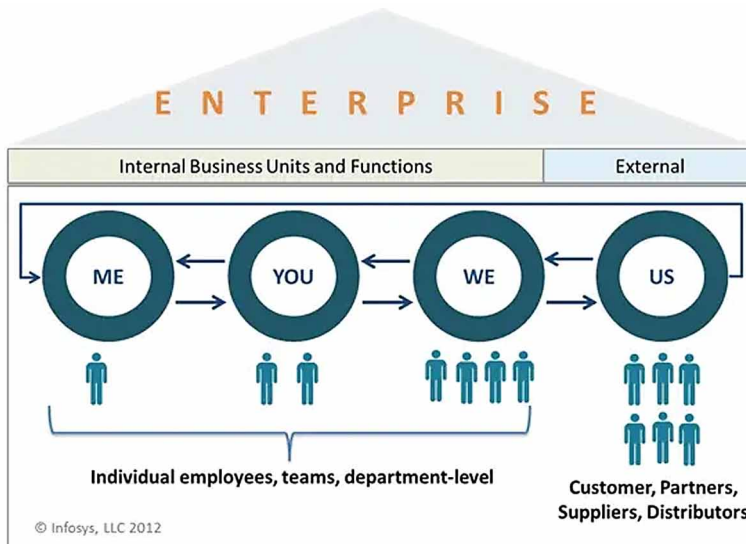 ENTERPRISE
Internal Business Units and Functions
External
ME
YOU
WE
US
Individual employees, teams, department-level
Customer, Partners,
Suppliers, Distributors
© Infosys, LLC 2012